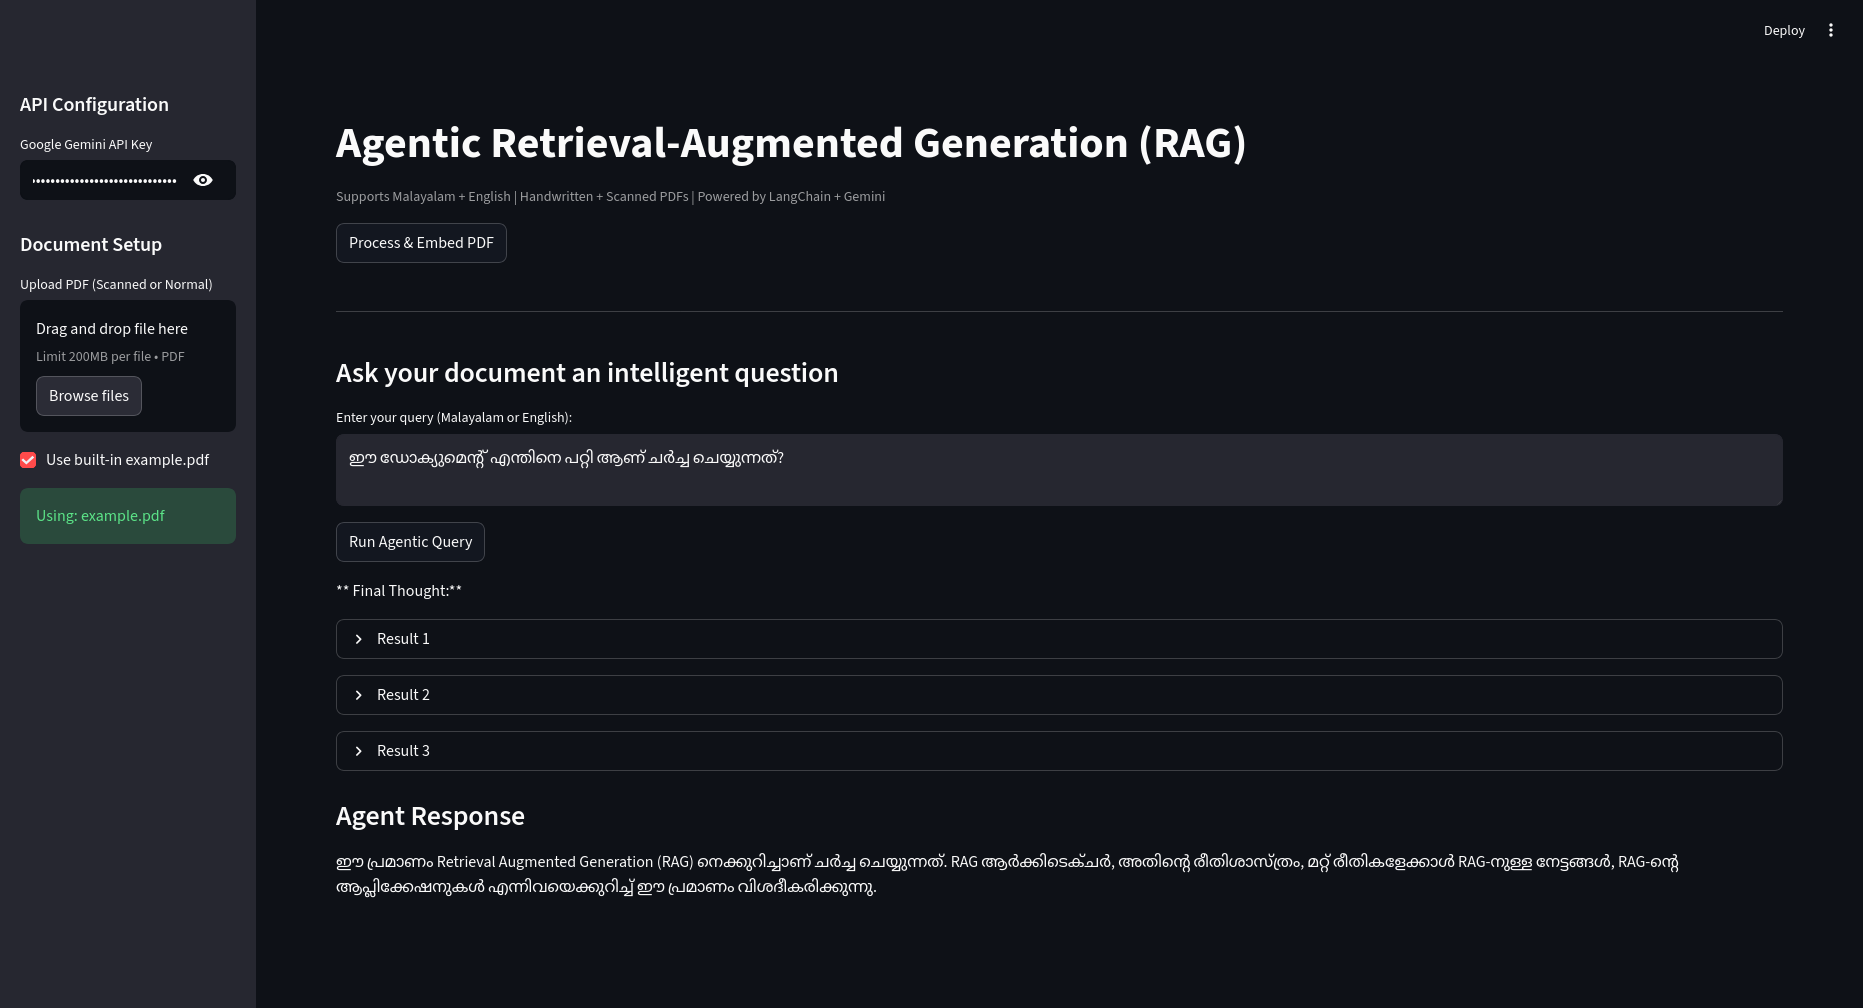 Deploy
API Configuration
Google Gemini API Key
Document Setup
Upload PDF (Scanned or Normal)
Drag and drop file here
Limit 200MB per file • PDF
Browse files
Use built-in example.pdf
Using: example.pdf
Agentic Retrieval-Augmented Generation (RAG)
Supports Malayalam + English | Handwritten + Scanned PDFs | Powered by LangChain + Gemini
Process & Embed PDF
Ask your document an intelligent question
Enter your query (Malayalam or English):
ഈ ഡോക്യുമെന്റ് എന്തിനെ പറ്റി ആണ് ചർച്ച ചെയ്യുന്നത്?
Run Agentic Query
** Final Thought:**
Result 1
Result 2
Result 3
Agent Response
ഈ പ്രമാണം Retrieval Augmented Generation (RAG) നെക്കുറിച്ചാണ് ചർച്ച ചെയ്യുന്നത്. RAG ആർക്കിടെക്ചർ, അതിന്റെ രീതിശാസ്ത്രം, മറ്റ് രീതികളേക്കാൾ RAG-നുള്ള നേട്ടങ്ങൾ, RAG-ന്റെ
ആപ്ലിക്കേഷനുകൾ എന്നിവയെക്കുറിച്ച് ഈ പ്രമാണം വിശദീകരിക്കുന്നു.